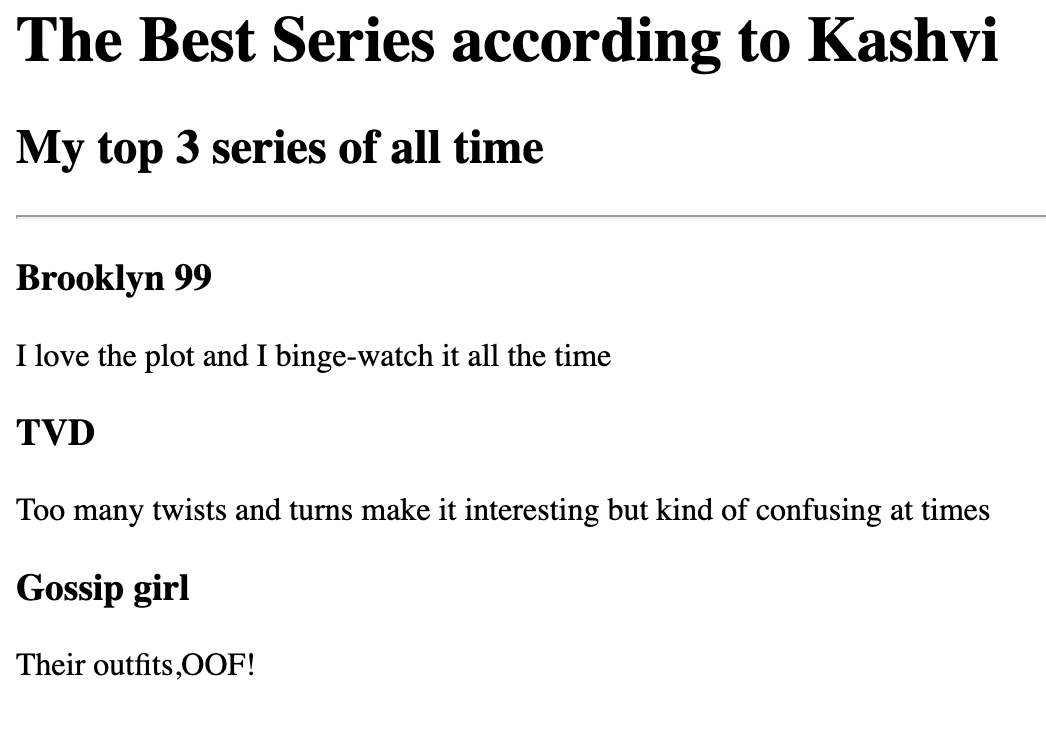 The Best Series according to Kashvi
My top 3 series of all time
Brooklyn 99
I love the plot and I binge-watch it all the time
TVD
Too many twists and turns make it interesting but kind of confusing at times
Gossip girl
Their outfits,OOF!